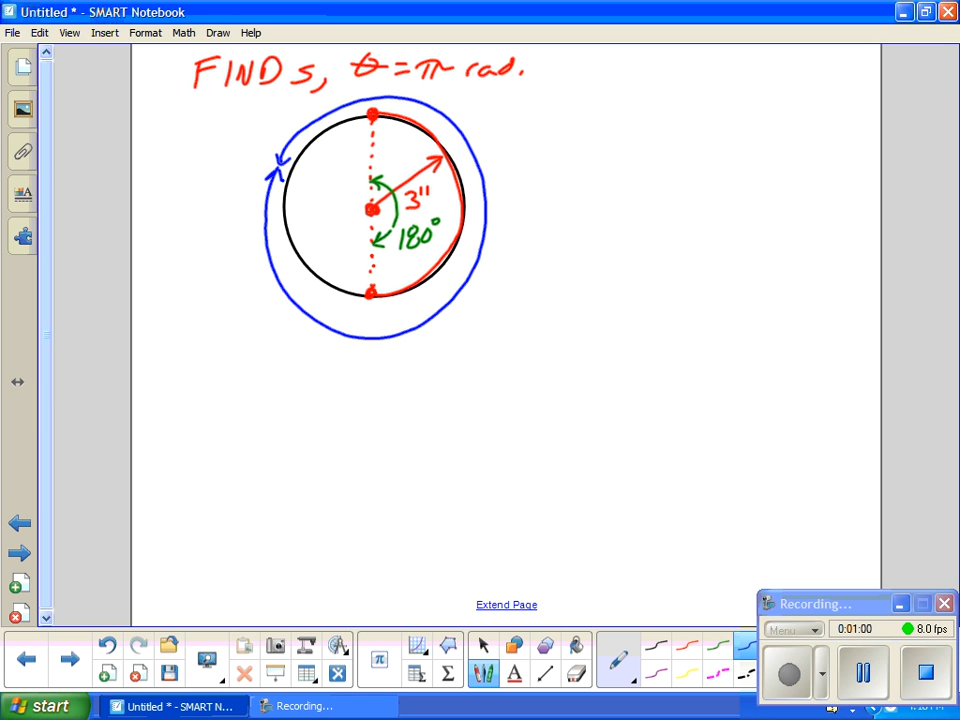 Untitled * - SMART Notebook
File Edit View Insert Format Math Draw Help
FIND s, θ = π rad.
3"
180°
Extend Page
Recording...
Menu
0:01:00
8.0 fps
π
Σ
A
start
Untitled * - SMART N...
Recording...